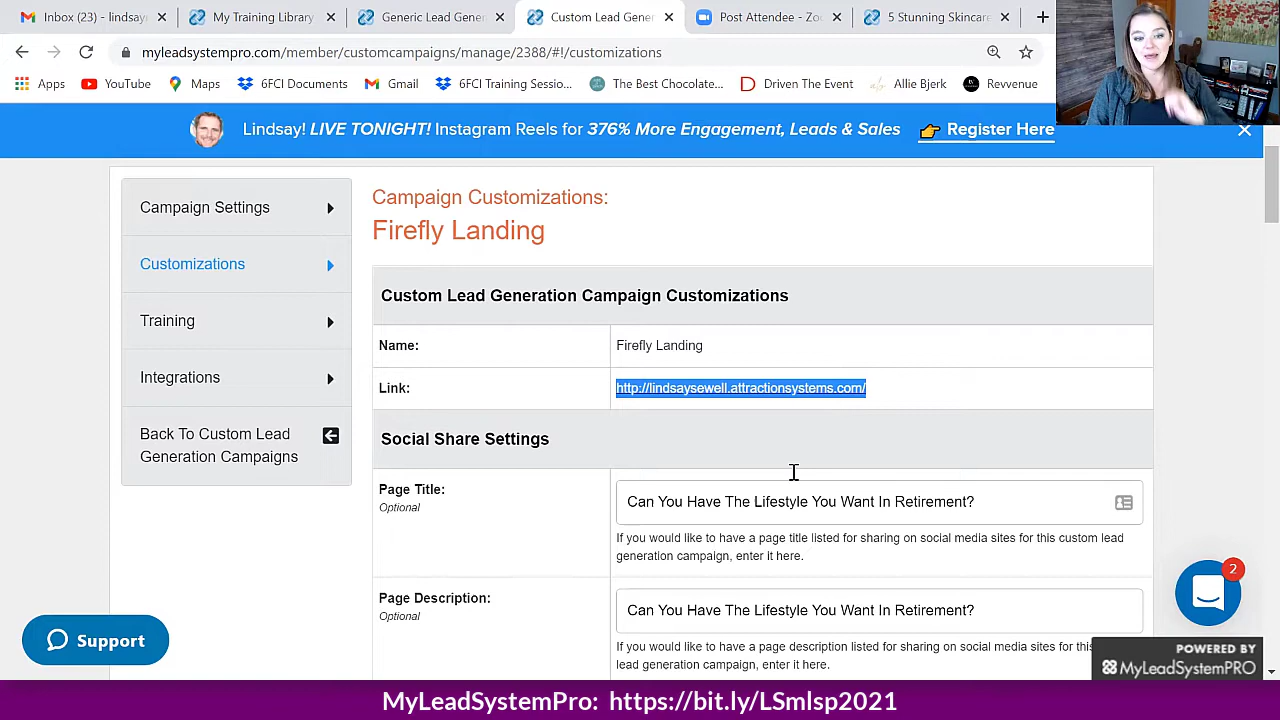 Inbox (23) - lindsay
My Training Library
Generic Lead Gene
Custom Lead Gene
Post Attendee - Zo
5 Stunning Skincare
myleadsystempro.com/member/customcampaign/manage/2388/#!/customizations
Apps
YouTube
Maps
6FCI Documents
Gmail
6FCI Training Sessi...
The Best Chocolate...
Driven The Event
Allie Bjerk
Revvenue
Lindsay! LIVE TONIGHT! Instagram Reels for 376% More Engagement, Leads & Sales 👉 Register Here
Campaign Settings
Customizations
Training
Integrations
Back To Custom Lead
Generation Campaigns
Campaign Customizations:
Firefly Landing
Custom Lead Generation Campaign Customizations
Name:
Firefly Landing
Link:
http://lindsaysewell.attractionsystems.com/
Social Share Settings
Page Title:
Optional
Can You Have The Lifestyle You Want In Retirement?
If you would like to have a page title listed for sharing on social media sites for this custom lead
generation campaign, enter it here.
Page Description:
Optional
Can You Have The Lifestyle You Want In Retirement?
If you would like to have a page description listed for sharing on social media sites for th
lead generation campaign, enter it here.
2
Support
POWERED BY
MyLeadSystemPRO
MyLeadSystemPro: https://bit.ly/LSmlsp2021